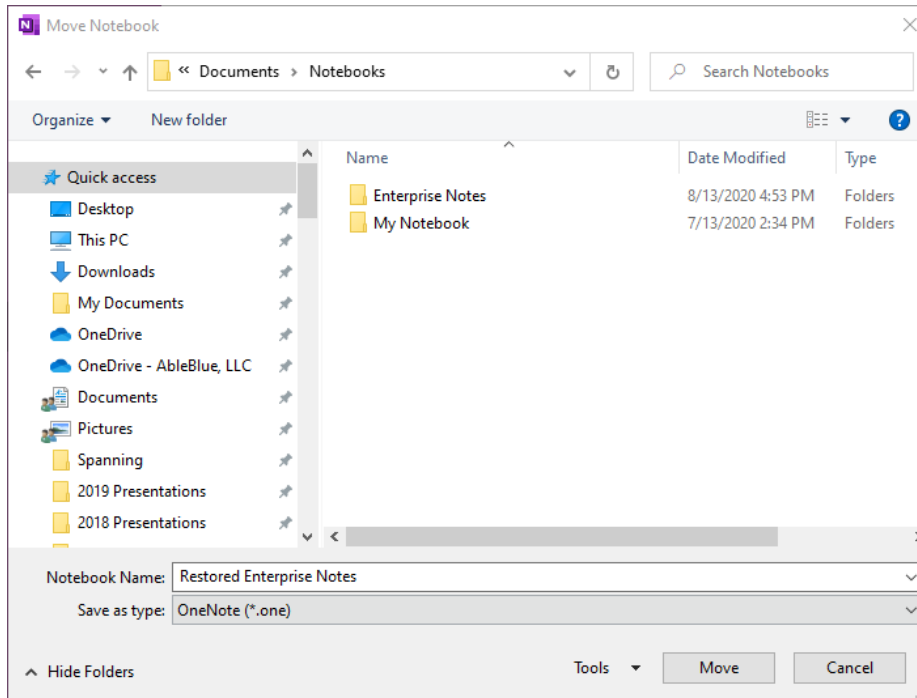 Move Notebook
« Documents › Notebooks
Search Notebooks
Organize
New folder
Name
Date Modified
Type
Quick access
Desktop
This PC
Downloads
My Documents
OneDrive
OneDrive - AbleBlue, LLC
Documents
Pictures
Spanning
2019 Presentations
2018 Presentations
Enterprise Notes 8/13/2020 4:53 PM Folders
My Notebook 7/13/2020 2:34 PM Folders
Notebook Name: Restored Enterprise Notes
Save as type: OneNote (*.one)
Hide Folders
Tools
Move
Cancel